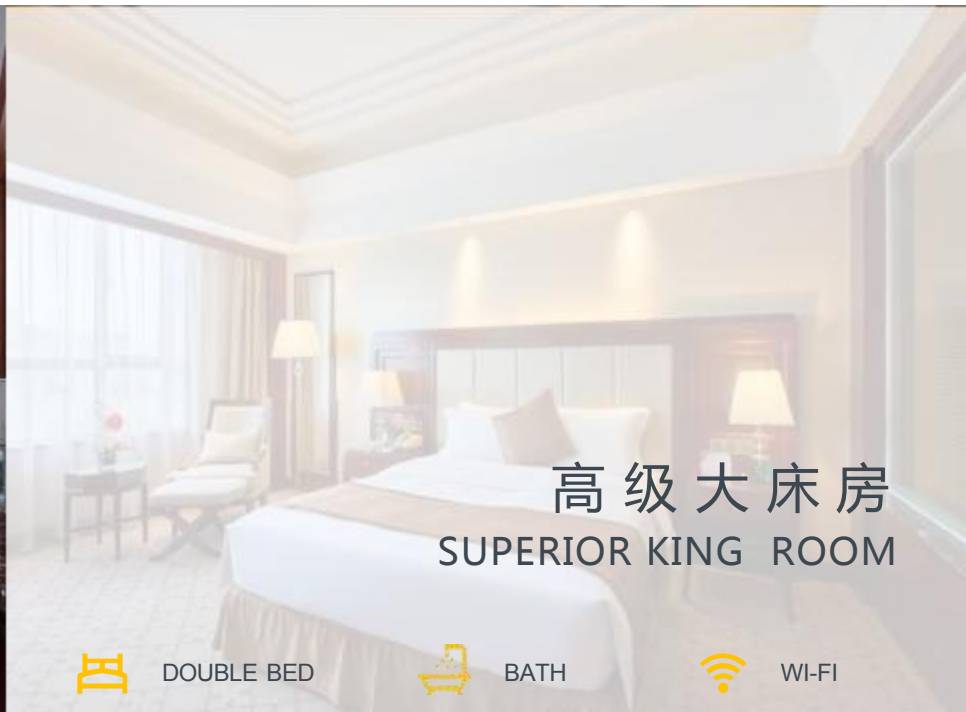 高级大床房
SUPERIOR KING ROOM
DOUBLE BED
BATH
WI-FI